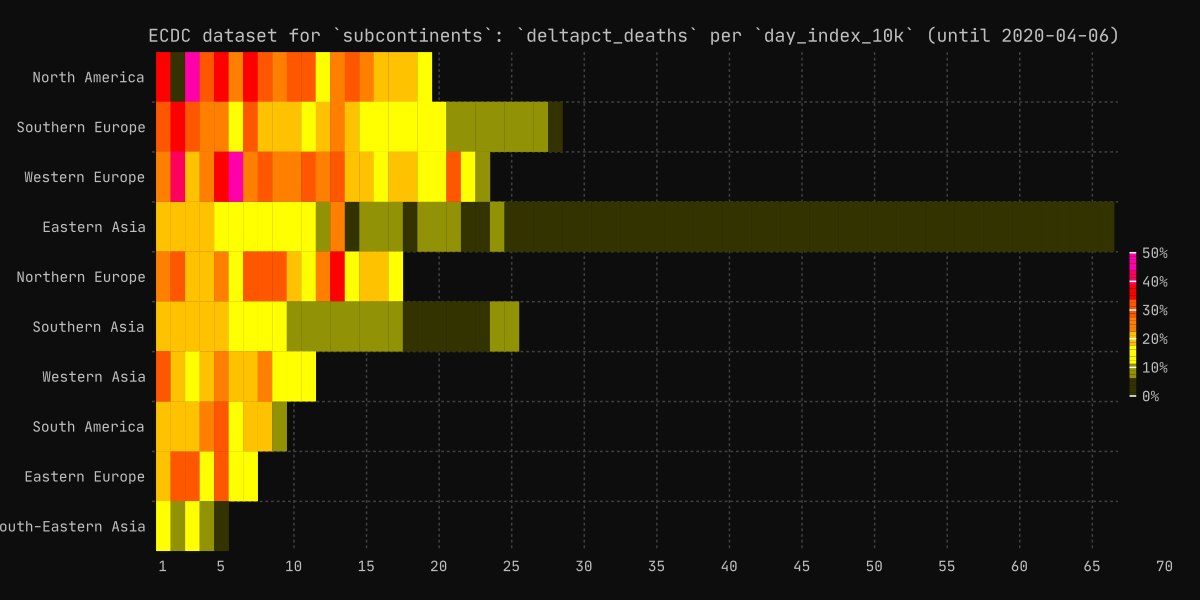 ECDC dataset for `subcontinents`: `deltapct_deaths` per `day_index_10k` (until 2020-04-06)
North America
Southern Europe
Western Europe
Eastern Asia
Northern Europe
Southern Asia
Western Asia
South America
Eastern Europe
outh-Eastern Asia
50%
40%
30%
20%
10%
0%
1 5 10 15 20 25 30 35 40 45 50 55 60 65 70